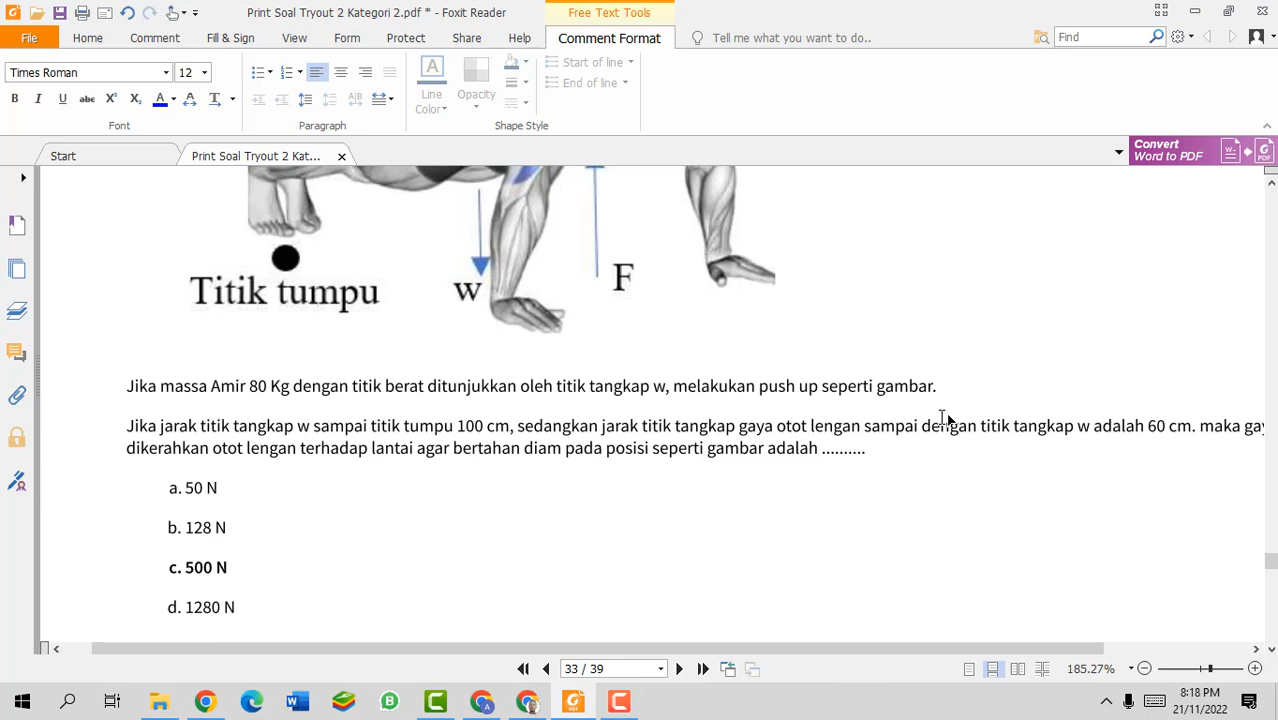 Print Soal Tryout 2 Kategori 2.pdf * - Foxit Reader
Free Text Tools
File Home Comment Fill & Sign View Form Protect Share Help Comment Format Tell me what you want to do... Find
Times Roman 12
Start of line
End of line
Line Color
Opacity
Font Paragraph Shape Style
Start
Print Soal Tryout 2 Kat...
Convert
Word to PDF
Titik tumpu
w
F
Jika massa Amir 80 Kg dengan titik berat ditunjukkan oleh titik tangkap w, melakukan push up seperti gambar.
Jika jarak titik tangkap w sampai titik tumpu 100 cm, sedangkan jarak titik tangkap gaya otot lengan sampai dengan titik tangkap w adalah 60 cm. maka gay
dikerahkan otot lengan terhadap lantai agar bertahan diam pada posisi seperti gambar adalah ..........
a. 50 N
b. 128 N
c. 500 N
d. 1280 N
33 / 39
185.27%
8:18 PM
21/11/2022